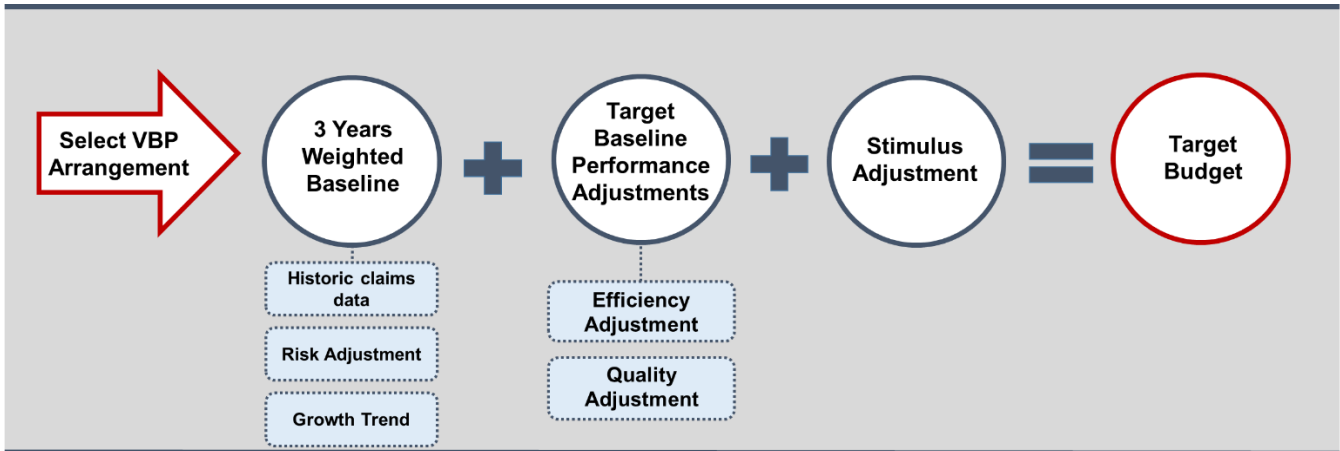 Select VBP
Arrangement
3 Years
Weighted
Baseline
Target
Baseline
Performance
Adjustments
Stimulus
Adjustment
Target
Budget
Historic claims
data
Risk Adjustment
Growth Trend
Efficiency
Adjustment
Quality
Adjustment